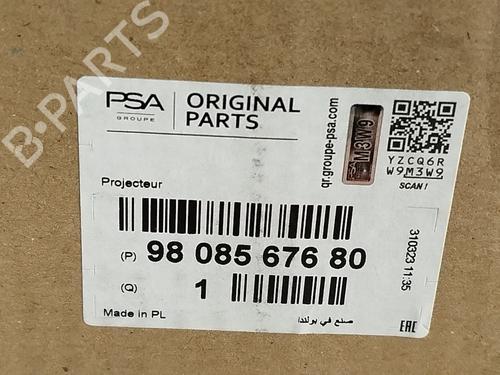 B-PARTS
PSA
GROUPE
ORIGINAL
PARTS
qr.groupe-psa.com
M3W9
YZCQ6R
W9M3W9
SCAN !
Projecteur
(P) 98 085 676 80
(Q) 1
310323 11:35
Made in PL
صنع في بولندا
EAC